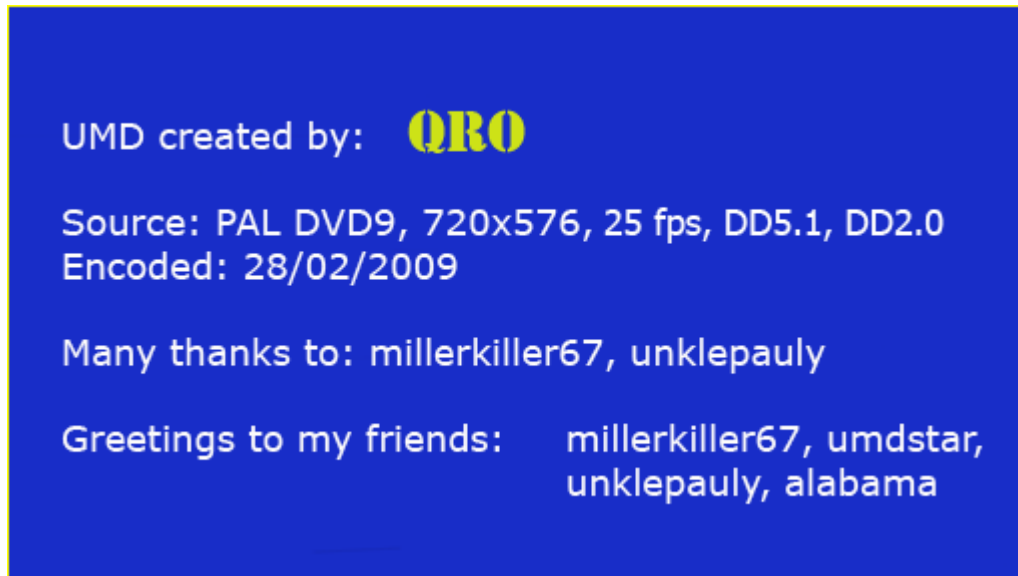 UMD created by: QRO
Source: PAL DVD9, 720x576, 25 fps, DD5.1, DD2.0
Encoded: 28/02/2009
Many thanks to: millerkiller67, unklepauly
Greetings to my friends: millerkiller67, umdstar,
unklepauly, alabama